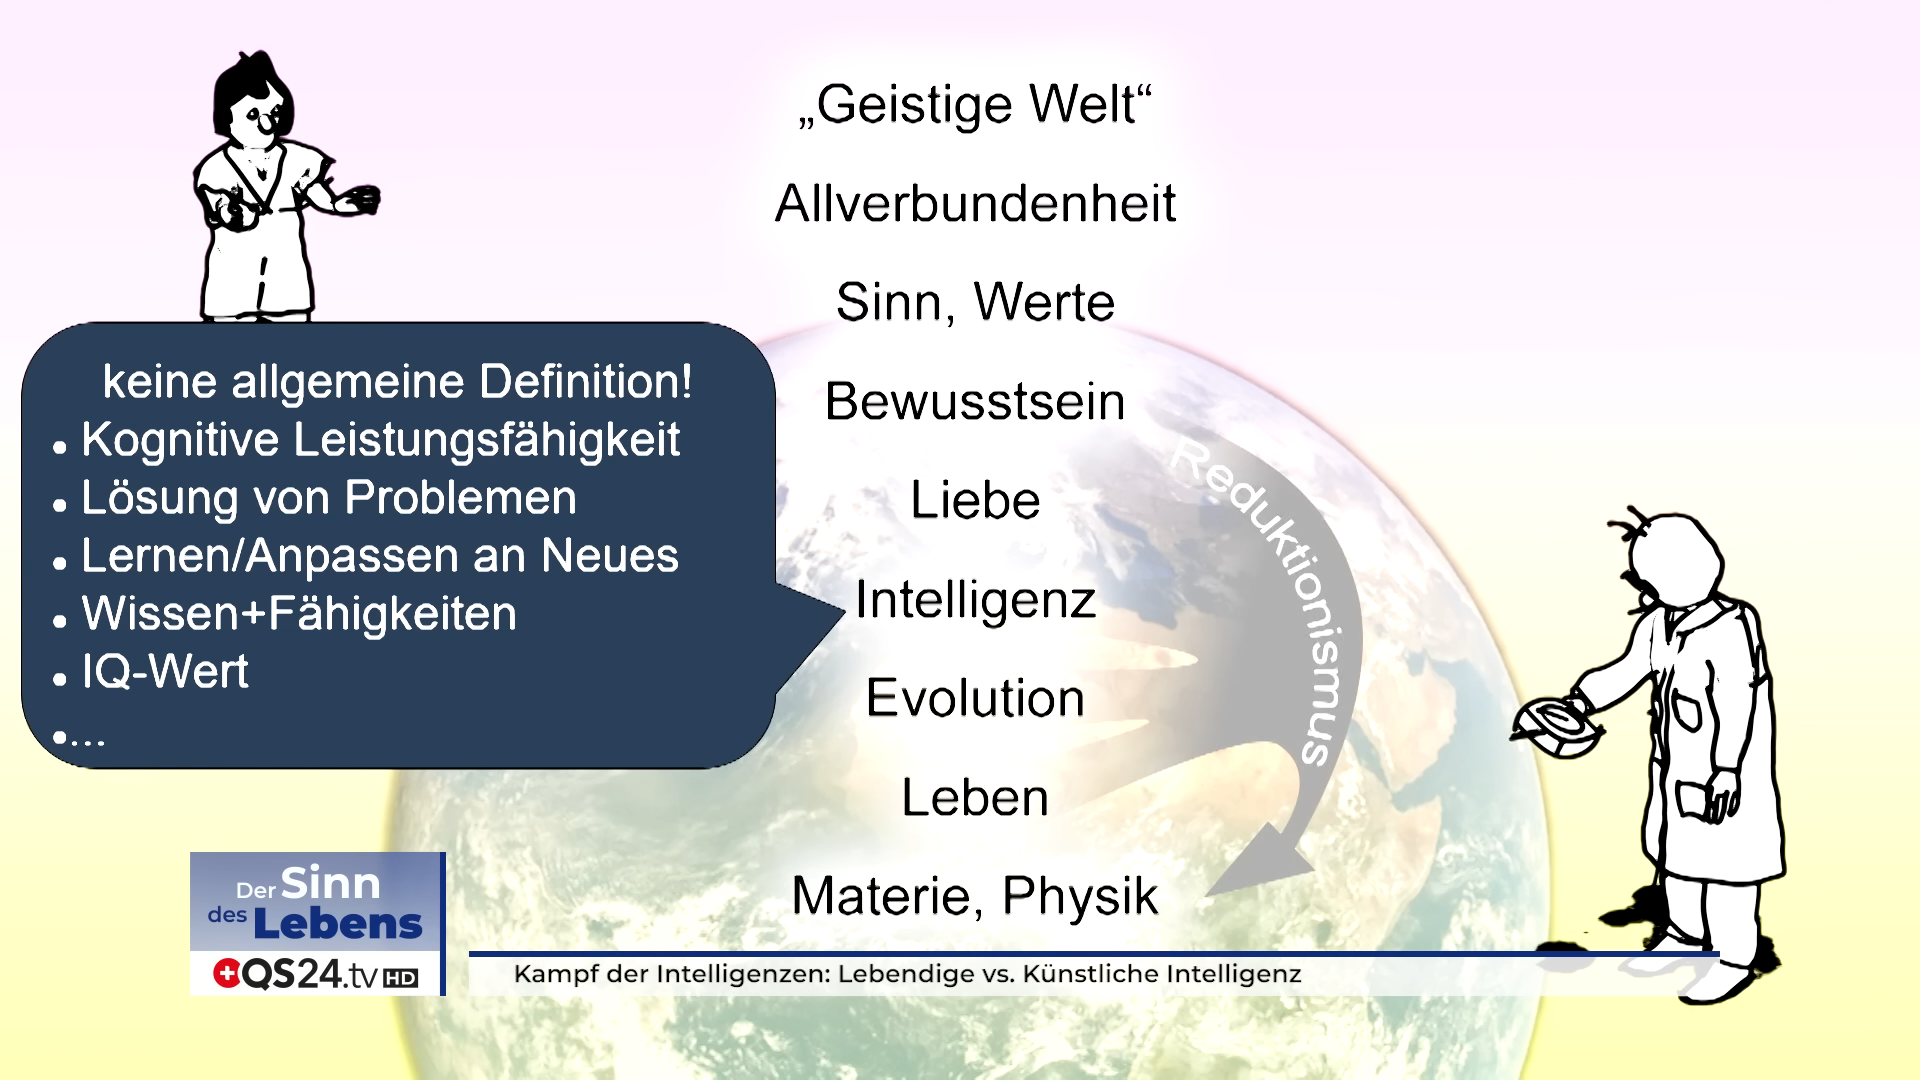 „Geistige Welt“
Allverbundenheit
Sinn, Werte
Bewusstsein
Liebe
Intelligenz
Evolution
Leben
Materie, Physik
Reduktionismus
keine allgemeine Definition!
• Kognitive Leistungsfähigkeit
• Lösung von Problemen
• Lernen/Anpassen an Neues
• Wissen+Fähigkeiten
• IQ-Wert
•...
Der Sinn
des Lebens
QS24.tv HD
Kampf der Intelligenzen: Lebendige vs. Künstliche Intelligenz